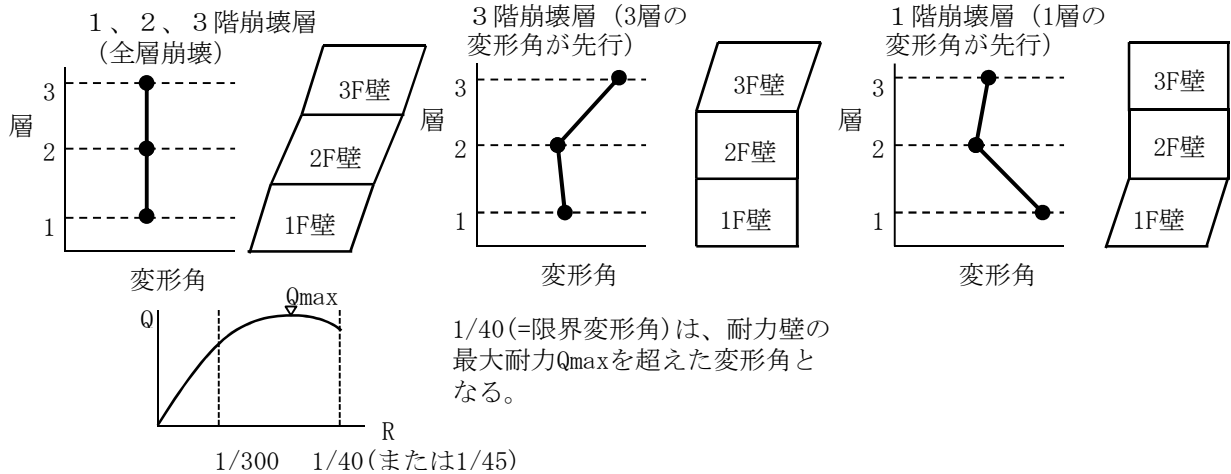 １、２、３階崩壊層
(全層崩壊)
3
層
2
1
変形角
3F壁
2F壁
1F壁
３階崩壊層（3層の
変形角が先行）
3
層
2
1
変形角
3F壁
2F壁
1F壁
１階崩壊層（1層の
変形角が先行）
3
層
2
1
変形角
3F壁
2F壁
1F壁
Qmax
Q
R
1/300
1/40(または1/45)
1/40(=限界変形角)は、耐力壁の
最大耐力Qmaxを超えた変形角と
なる。